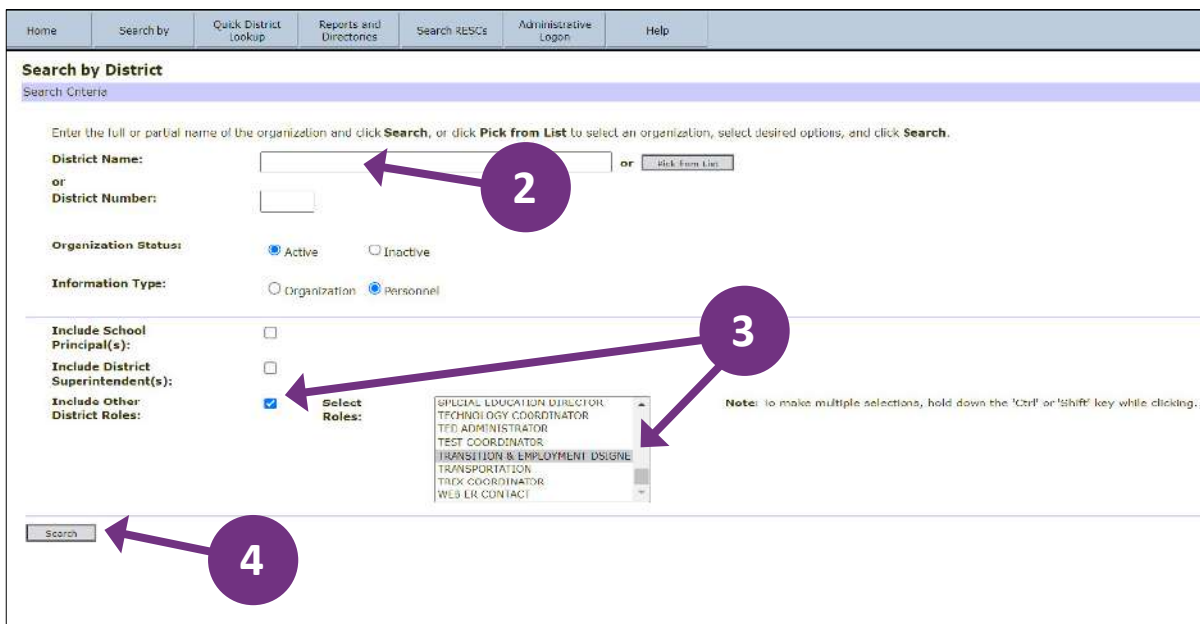 Home Search by Quick District Lookup Reports and Directories Search RESCs Administrative Logon Help
Search by District
Search Criteria
Enter the full or partial name of the organization and click Search, or click Pick from List to select an organization, select desired options, and click Search.
District Name: or Pick from List
2
or
District Number:
Organization Status: Active Inactive
Information Type: Organization Personnel
3
Include School
Principal(s):
Include District
Superintendent(s):
Include Other
District Roles:
Select
Roles:
SPECIAL EDUCATION DIRECTOR
TECHNOLOGY COORDINATOR
TED ADMINISTRATOR
TEST COORDINATOR
TRANSITION & EMPLOYMENT DSIGNE
TRANSPORTATION
TREX COORDINATOR
WEB ER CONTACT
Note: To make multiple selections, hold down the 'Ctrl' or 'Shift' key while clicking.
Search
4